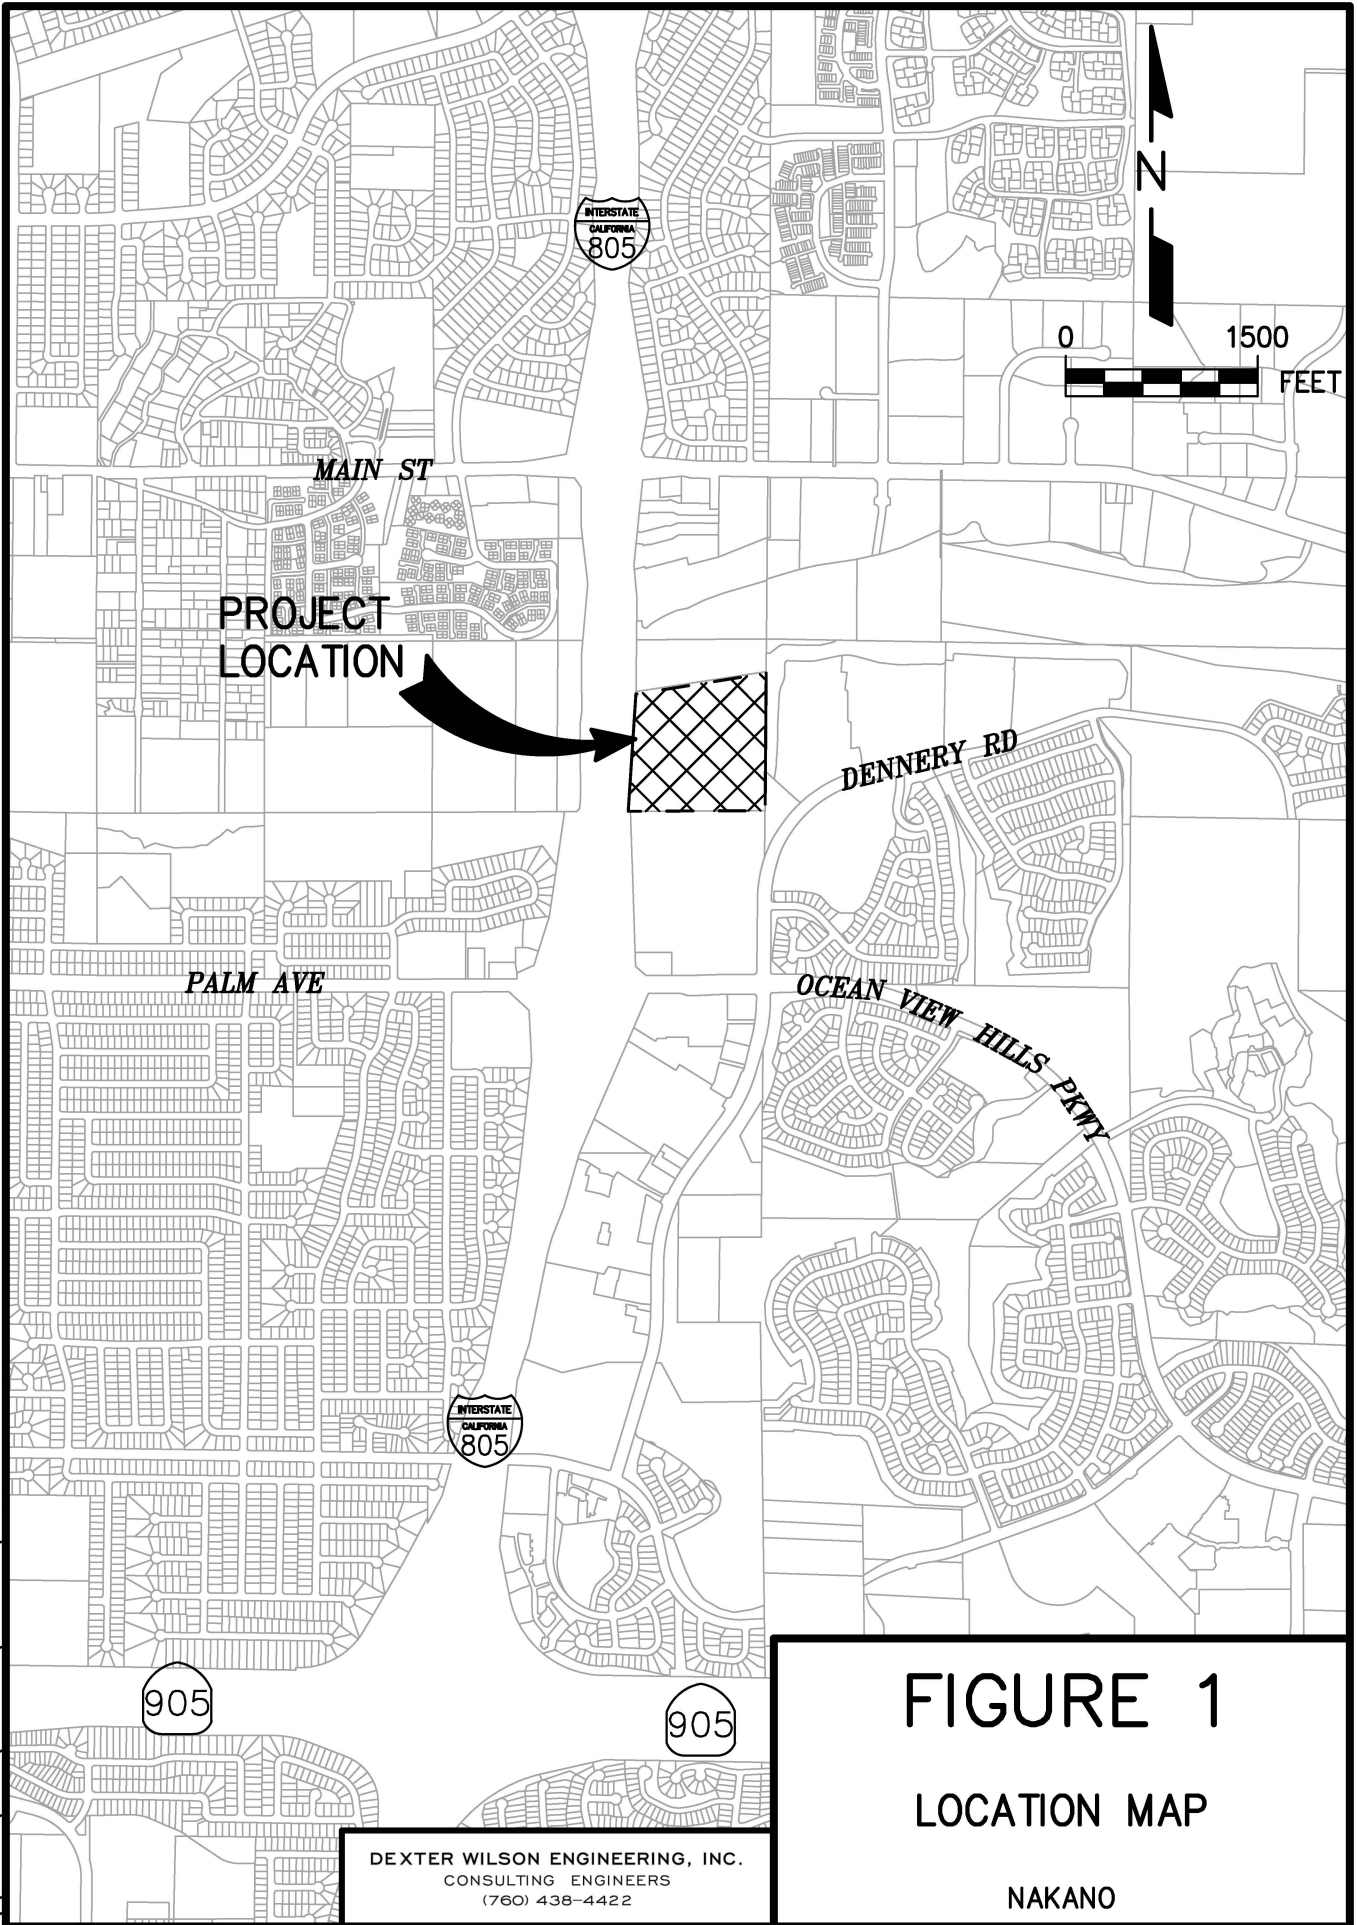 INTERSTATE
CALIFORNIA
805
N
0 1500
FEET
MAIN ST
PROJECT
LOCATION
DENNERY RD
PALM AVE
OCEAN VIEW HILLS PKWY
INTERSTATE
CALIFORNIA
805
905
905
FIGURE 1
LOCATION MAP
NAKANO
DEXTER WILSON ENGINEERING, INC.
CONSULTING ENGINEERS
(760) 438-4422